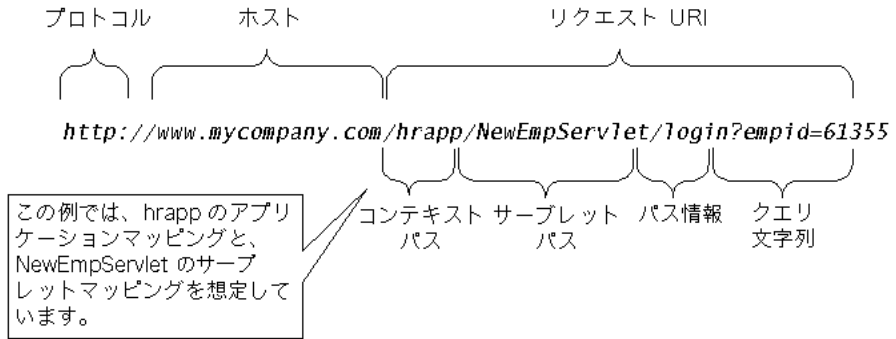 プロトコル
ホスト
リクエスト URI
http://www.mycompany.com/hrapp/NewEmpServlet/login?empid=61355
コンテキスト
パス
サーブレット
パス
パス情報
クエリ
文字列
この例では、hrapp のアプリ
ケーションマッピングと、
NewEmpServlet のサーブ
レットマッピングを想定して
います。